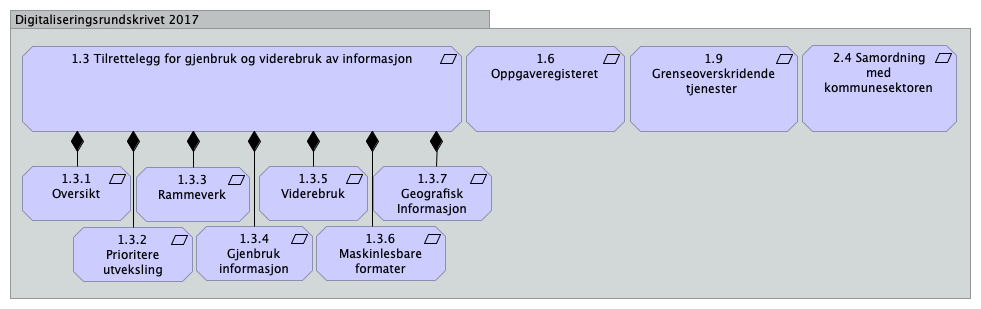 Digitaliseringsrundskrivet 2017
1.3 Tilrettelegg for gjenbruk og viderebruk av informasjon
1.6
Oppgaveregisteret
1.9
Grenseoverskridende
tjenester
2.4 Samordning
med
kommunesektoren
1.3.1
Oversikt
1.3.2
Prioritere
utveksling
1.3.3
Rammeverk
1.3.4
Gjenbruk
informasjon
1.3.5
Viderebruk
1.3.6
Maskinlesbare
formater
1.3.7
Geografisk
Informasjon